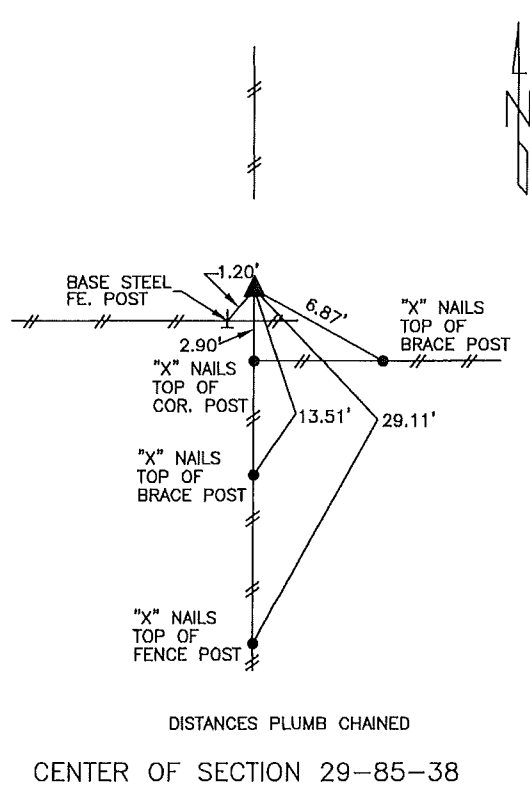 N
1.20'
BASE STEEL
FE. POST
6.87'
"X" NAILS
TOP OF
BRACE POST
2.90'
"X" NAILS
TOP OF
COR. POST
13.51'
29.11'
"X" NAILS
TOP OF
BRACE POST
"X" NAILS
TOP OF
FENCE POST
DISTANCES PLUMB CHAINED
CENTER OF SECTION 29-85-38